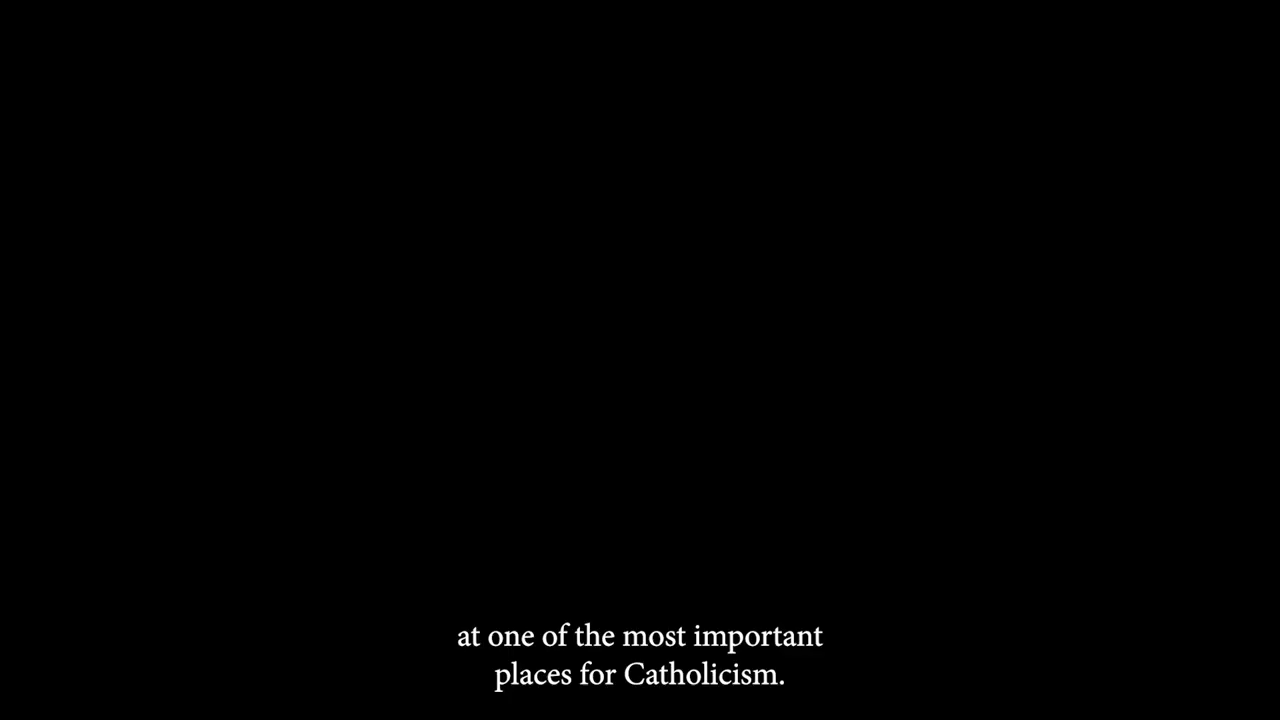 at one of the most important
places for Catholicism.